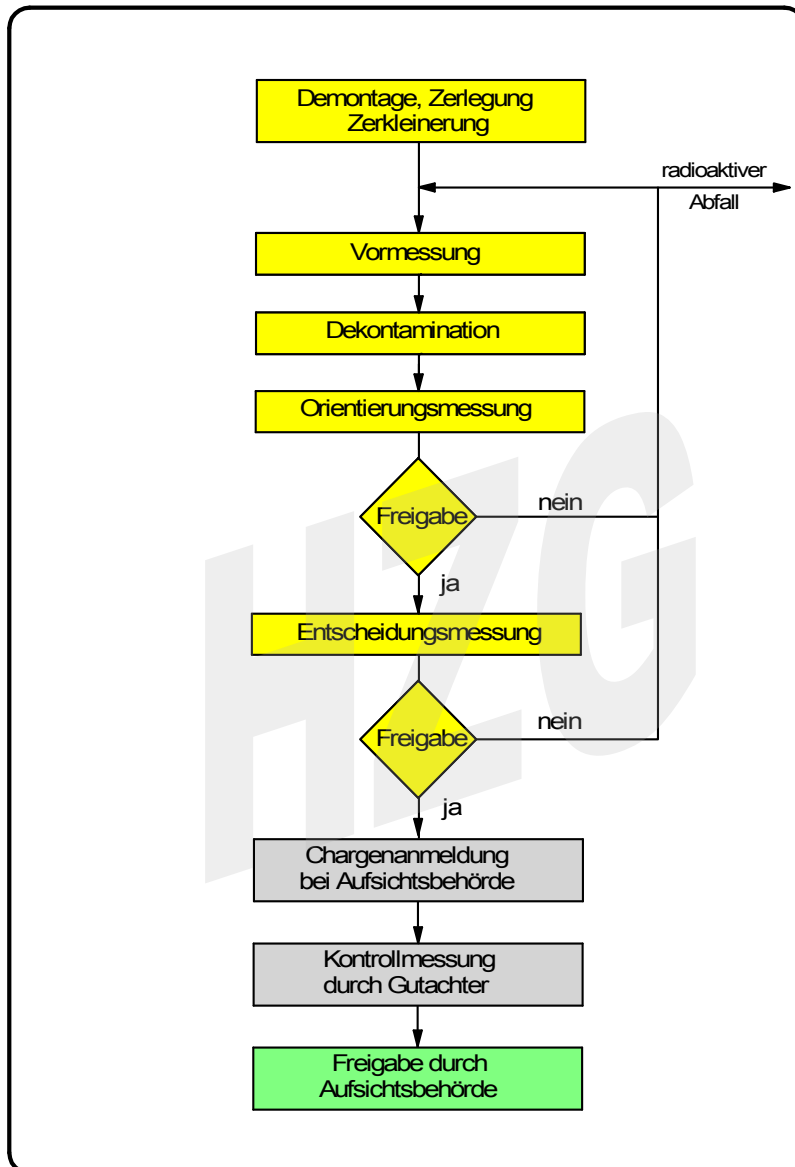 Demontage, Zerlegung
Zerkleinerung
radioaktiver
Abfall
Vormessung
Dekontamination
Orientierungsmessung
Freigabe
nein
ja
Entscheidungsmessung
Freigabe
nein
ja
Chargenanmeldung
bei Aufsichtsbehörde
Kontrollmessung
durch Gutachter
Freigabe durch
Aufsichtsbehörde
HZG